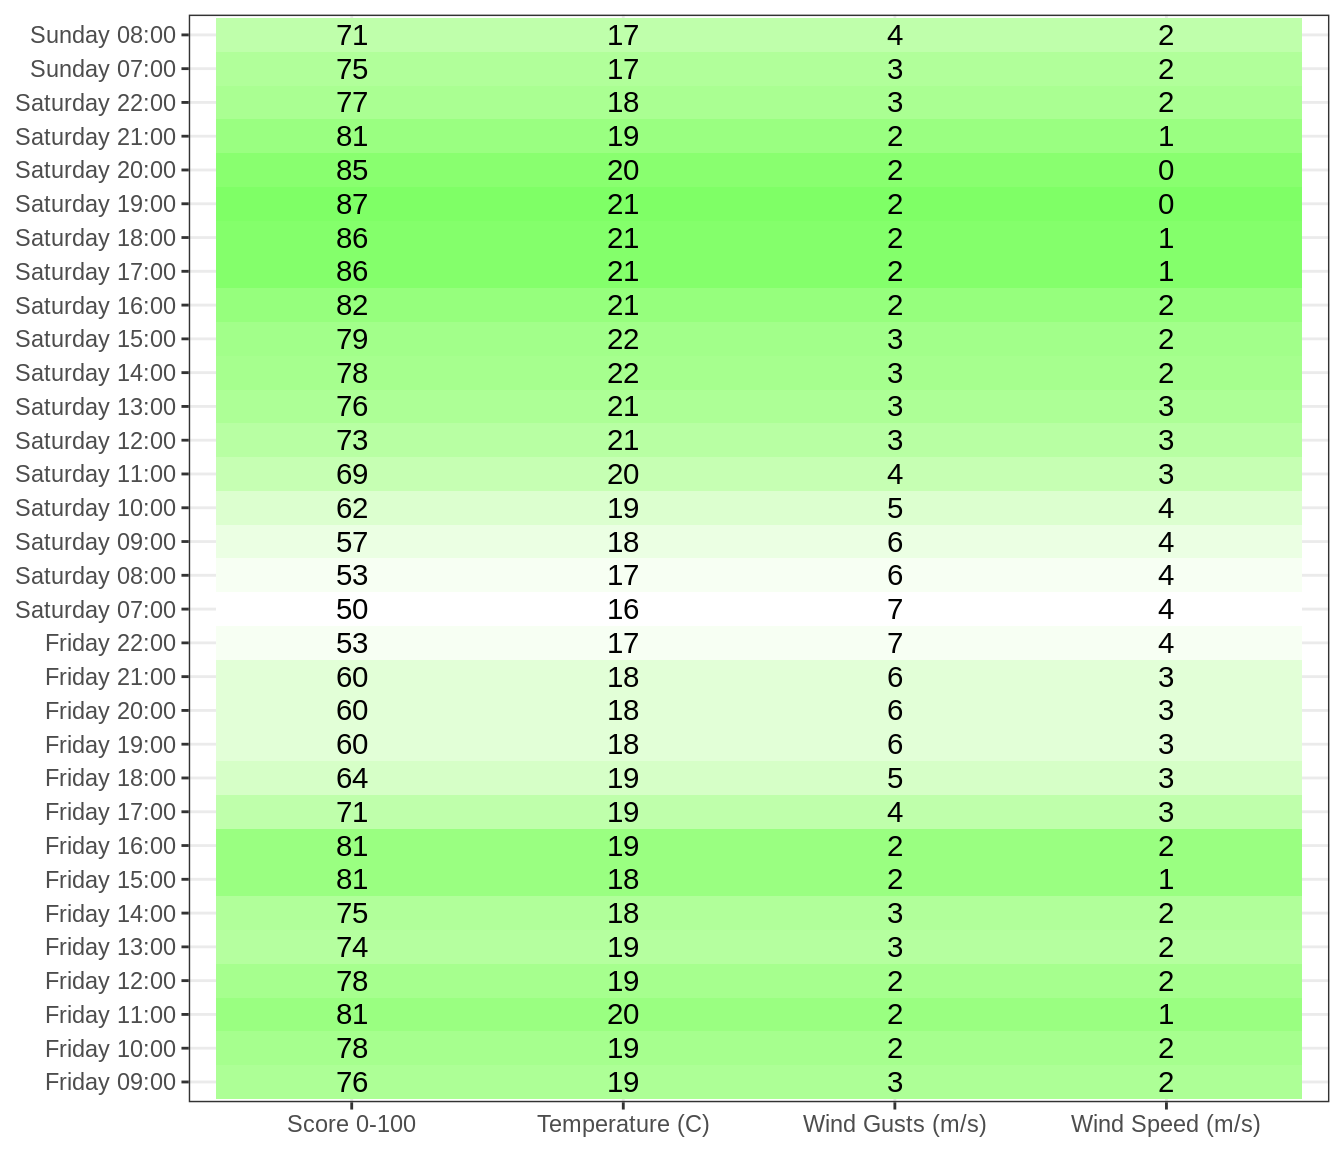 Sunday 08:00 71 17 4 2
Sunday 07:00 75 17 3 2
Saturday 22:00 77 18 3 2
Saturday 21:00 81 19 2 1
Saturday 20:00 85 20 2 0
Saturday 19:00 87 21 2 0
Saturday 18:00 86 21 2 1
Saturday 17:00 86 21 2 1
Saturday 16:00 82 21 2 2
Saturday 15:00 79 22 3 2
Saturday 14:00 78 22 3 2
Saturday 13:00 76 21 3 3
Saturday 12:00 73 21 3 3
Saturday 11:00 69 20 4 3
Saturday 10:00 62 19 5 4
Saturday 09:00 57 18 6 4
Saturday 08:00 53 17 6 4
Saturday 07:00 50 16 7 4
Friday 22:00 53 17 7 4
Friday 21:00 60 18 6 3
Friday 20:00 60 18 6 3
Friday 19:00 60 18 6 3
Friday 18:00 64 19 5 3
Friday 17:00 71 19 4 3
Friday 16:00 81 19 2 2
Friday 15:00 81 18 2 1
Friday 14:00 75 18 3 2
Friday 13:00 74 19 3 2
Friday 12:00 78 19 2 2
Friday 11:00 81 20 2 1
Friday 10:00 78 19 2 2
Friday 09:00 76 19 3 2
Score 0-100 Temperature (C) Wind Gusts (m/s) Wind Speed (m/s)